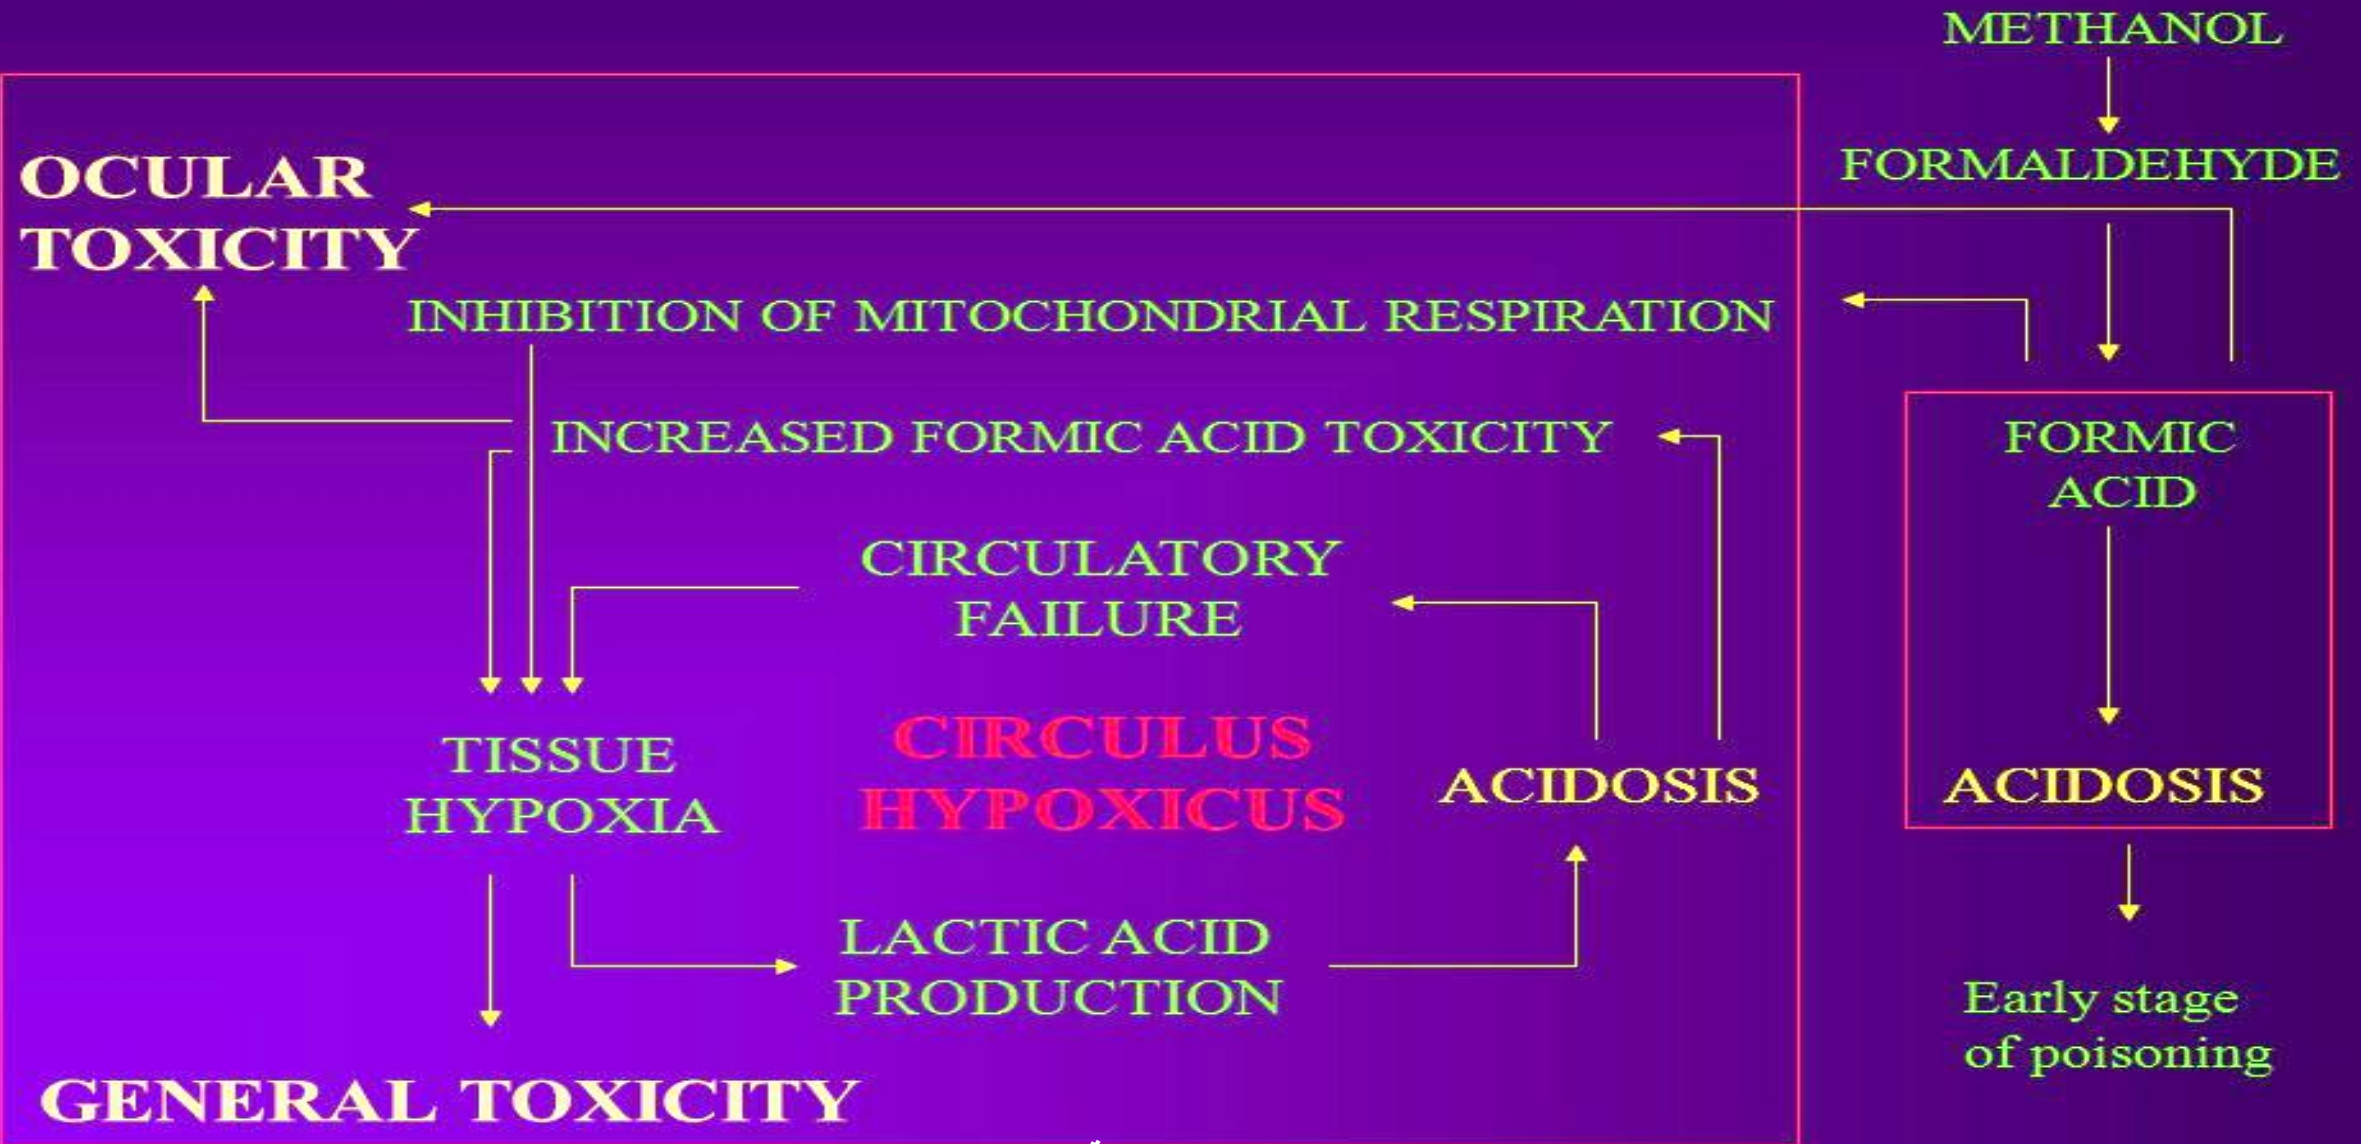 METHANOL
FORMALDEHYDE
OCULAR
TOXICITY
INHIBITION OF MITOCHONDRIAL RESPIRATION
INCREASED FORMIC ACID TOXICITY
FORMIC
ACID
CIRCULATORY
FAILURE
CIRCULUS
HYPOXICUS
TISSUE
HYPOXIA
ACIDOSIS
ACIDOSIS
LACTIC ACID
PRODUCTION
Early stage
of poisoning
GENERAL TOXICITY